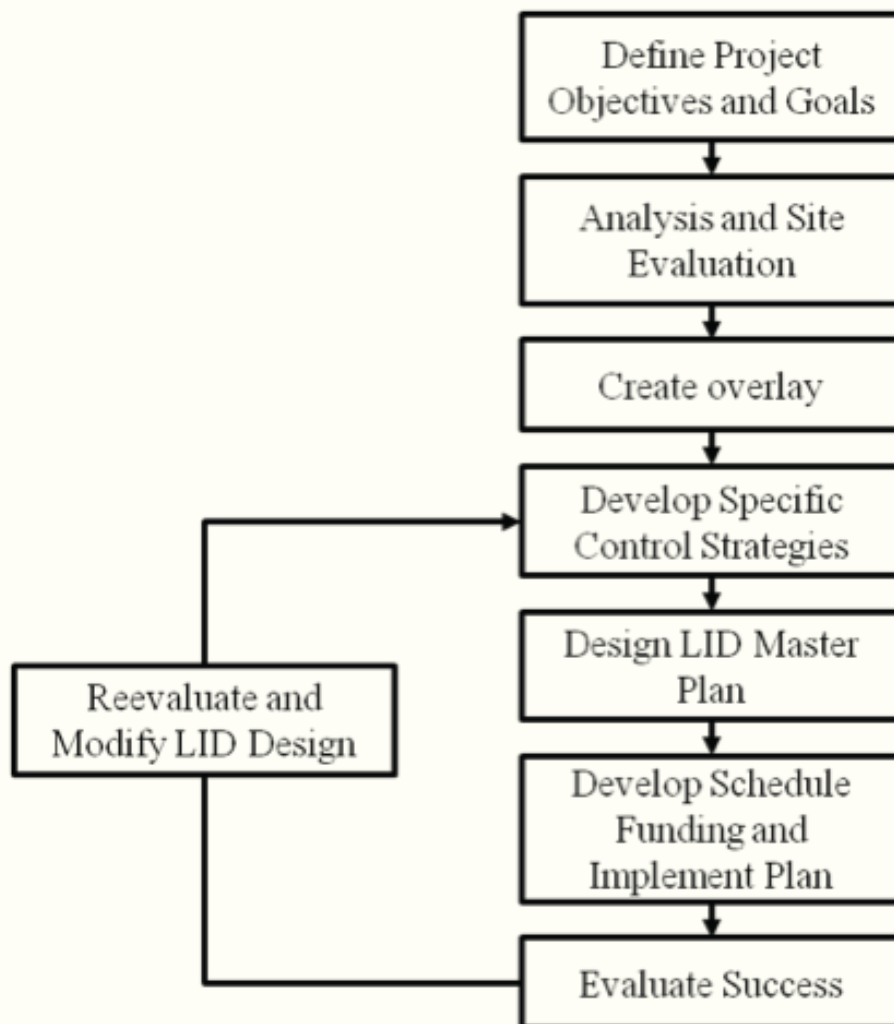 Define Project
Objectives and Goals
Analysis and Site
Evaluation
Create overlay
Develop Specific
Control Strategies
Design LID Master
Plan
Reevaluate and
Modify LID Design
Develop Schedule
Funding and
Implement Plan
Evaluate Success